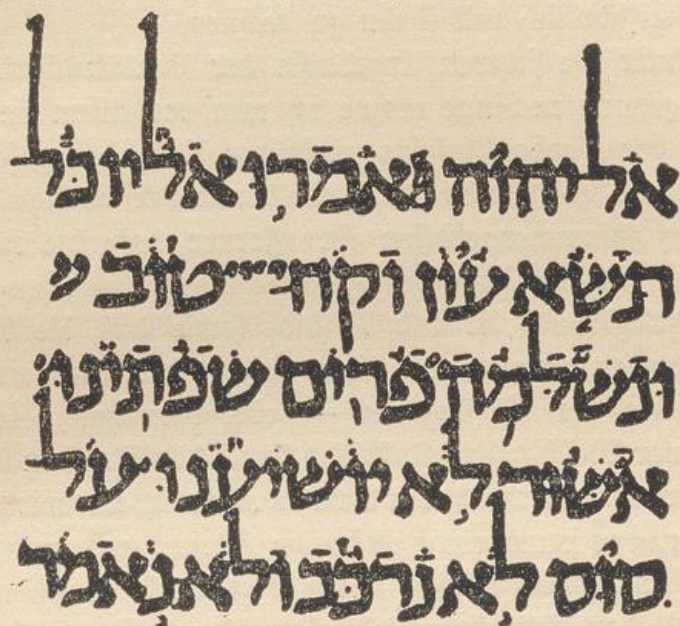 אל יהוה ואמרו אליו כל
תשא עון וקח טוב
ונשלמה פרים שפתינו
אשור לא יושיענו על
סוס לא נרכב ולא נאמר